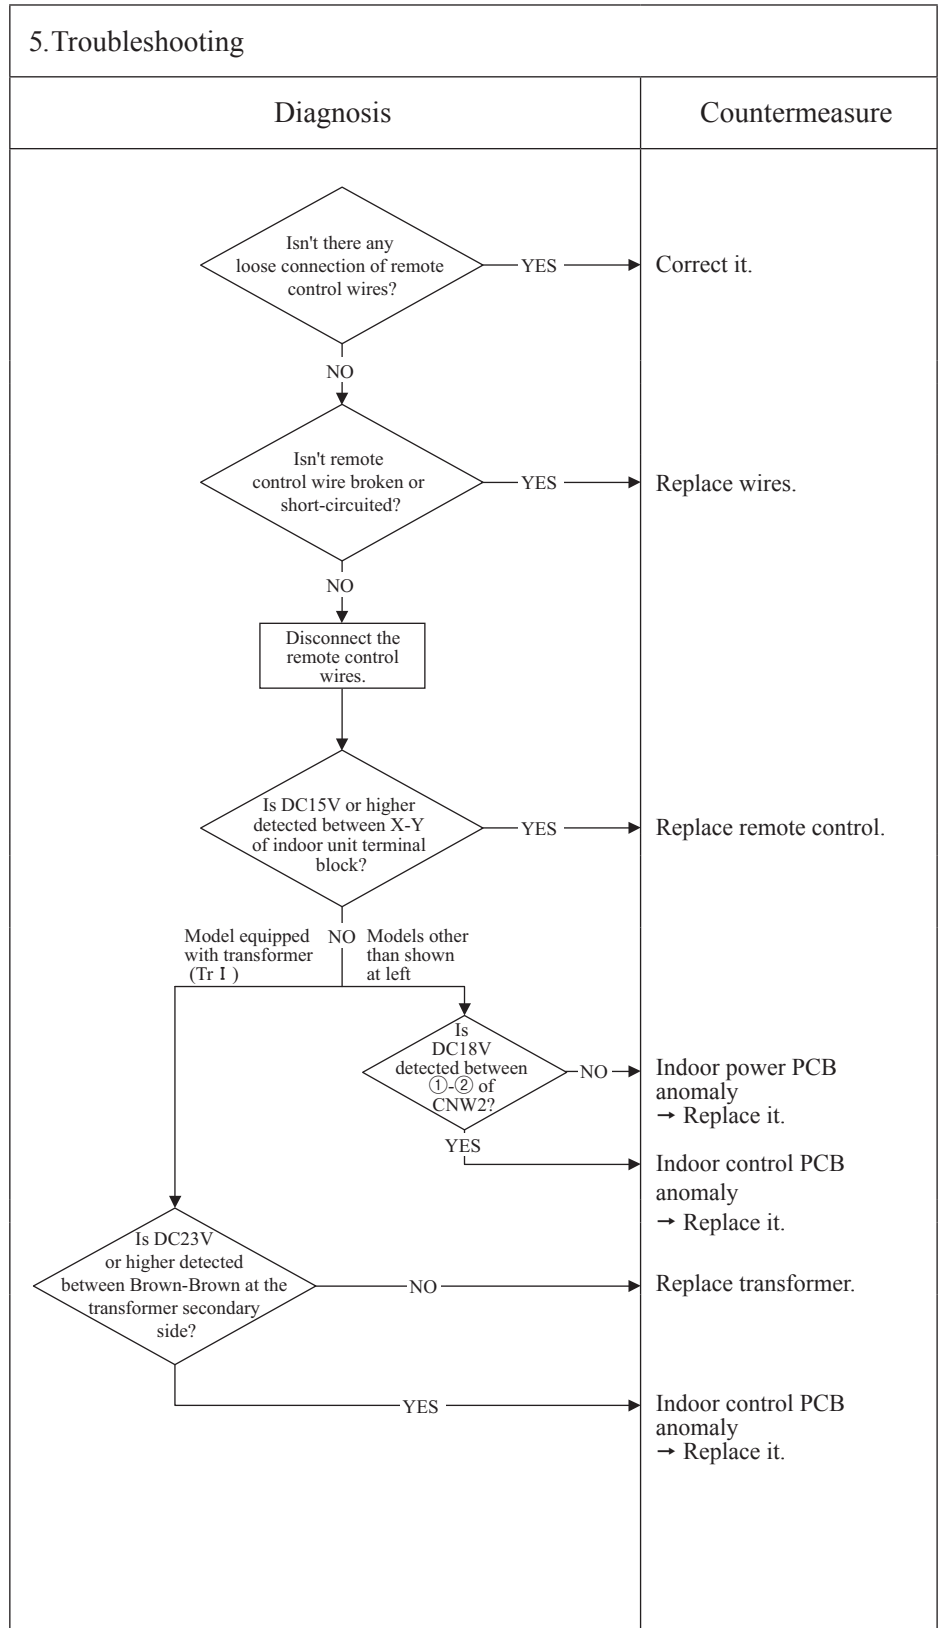 5.Troubleshooting
Diagnosis
Countermeasure
Isn't there any
loose connection of remote
control wires?
YES
Correct it.
NO
Isn't remote
control wire broken or
short-circuited?
YES
Replace wires.
NO
Disconnect the
remote control
wires.
Is DC15V or higher
detected between X-Y
of indoor unit terminal
block?
YES
Replace remote control.
Model equipped
with transformer
(Tr I )
NO
Models other
than shown
at left
Is
DC18V
detected between
①-② of
CNW2?
NO
Indoor power PCB
anomaly
→ Replace it.
YES
Indoor control PCB
anomaly
→ Replace it.
Is DC23V
or higher detected
between Brown-Brown at the
transformer secondary
side?
NO
Replace transformer.
YES
Indoor control PCB
anomaly
→ Replace it.